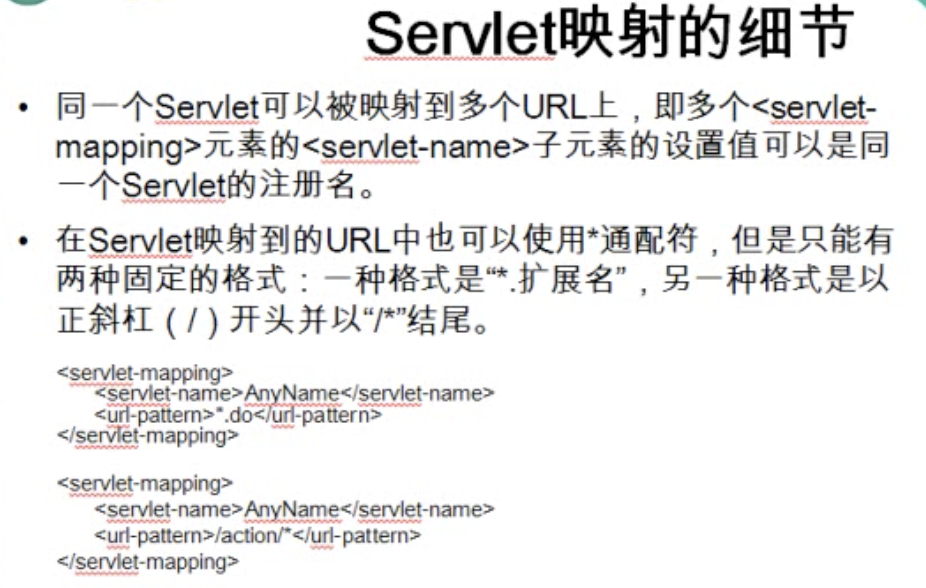 Servlet映射的细节
• 同一个Servlet可以被映射到多个URL上，即多个<servlet-
mapping>元素的<servlet-name>子元素的设置值可以是同
一个Servlet的注册名。
• 在Servlet映射到的URL中也可以使用*通配符，但是只能有
两种固定的格式：一种格式是“*.扩展名”，另一种格式是以
正斜杠（/）开头并以“/*”结尾。
<servlet-mapping>
<servlet-name>AnyName</servlet-name>
<url-pattern>*.do</url-pattern>
</servlet-mapping>
<servlet-mapping>
<servlet-name>AnyName</servlet-name>
<url-pattern>/action/*</url-pattern>
</servlet-mapping>